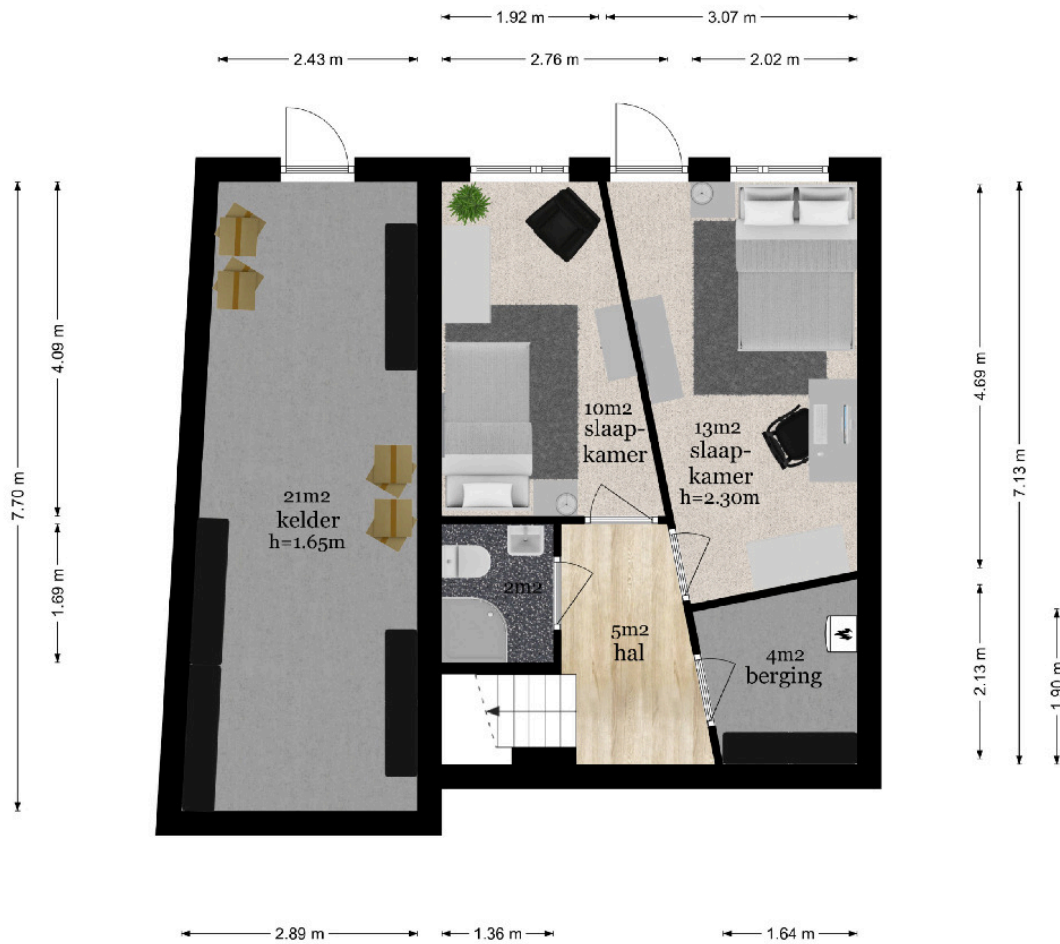 1.92 m
3.07 m
2.43 m
2.76 m
2.02 m
4.09 m
7.70 m
1.69 m
4.69 m
7.13 m
2.13 m
1.90 m
10m2
slaap-
kamer
13m2
slaap-
kamer
h=2.30m
21m2
kelder
h=1.65m
2m2
5m2
hal
4m2
berging
2.89 m
1.36 m
1.64 m